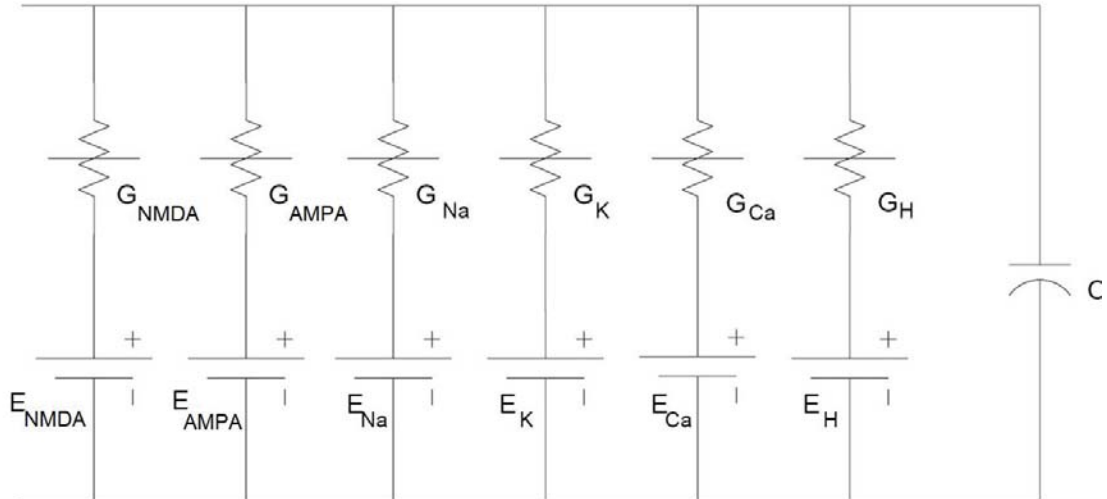 G NMDA G AMPA G Na G K G Ca G H
C
+ + + + + +
E NMDA E AMPA E Na E K E Ca E H